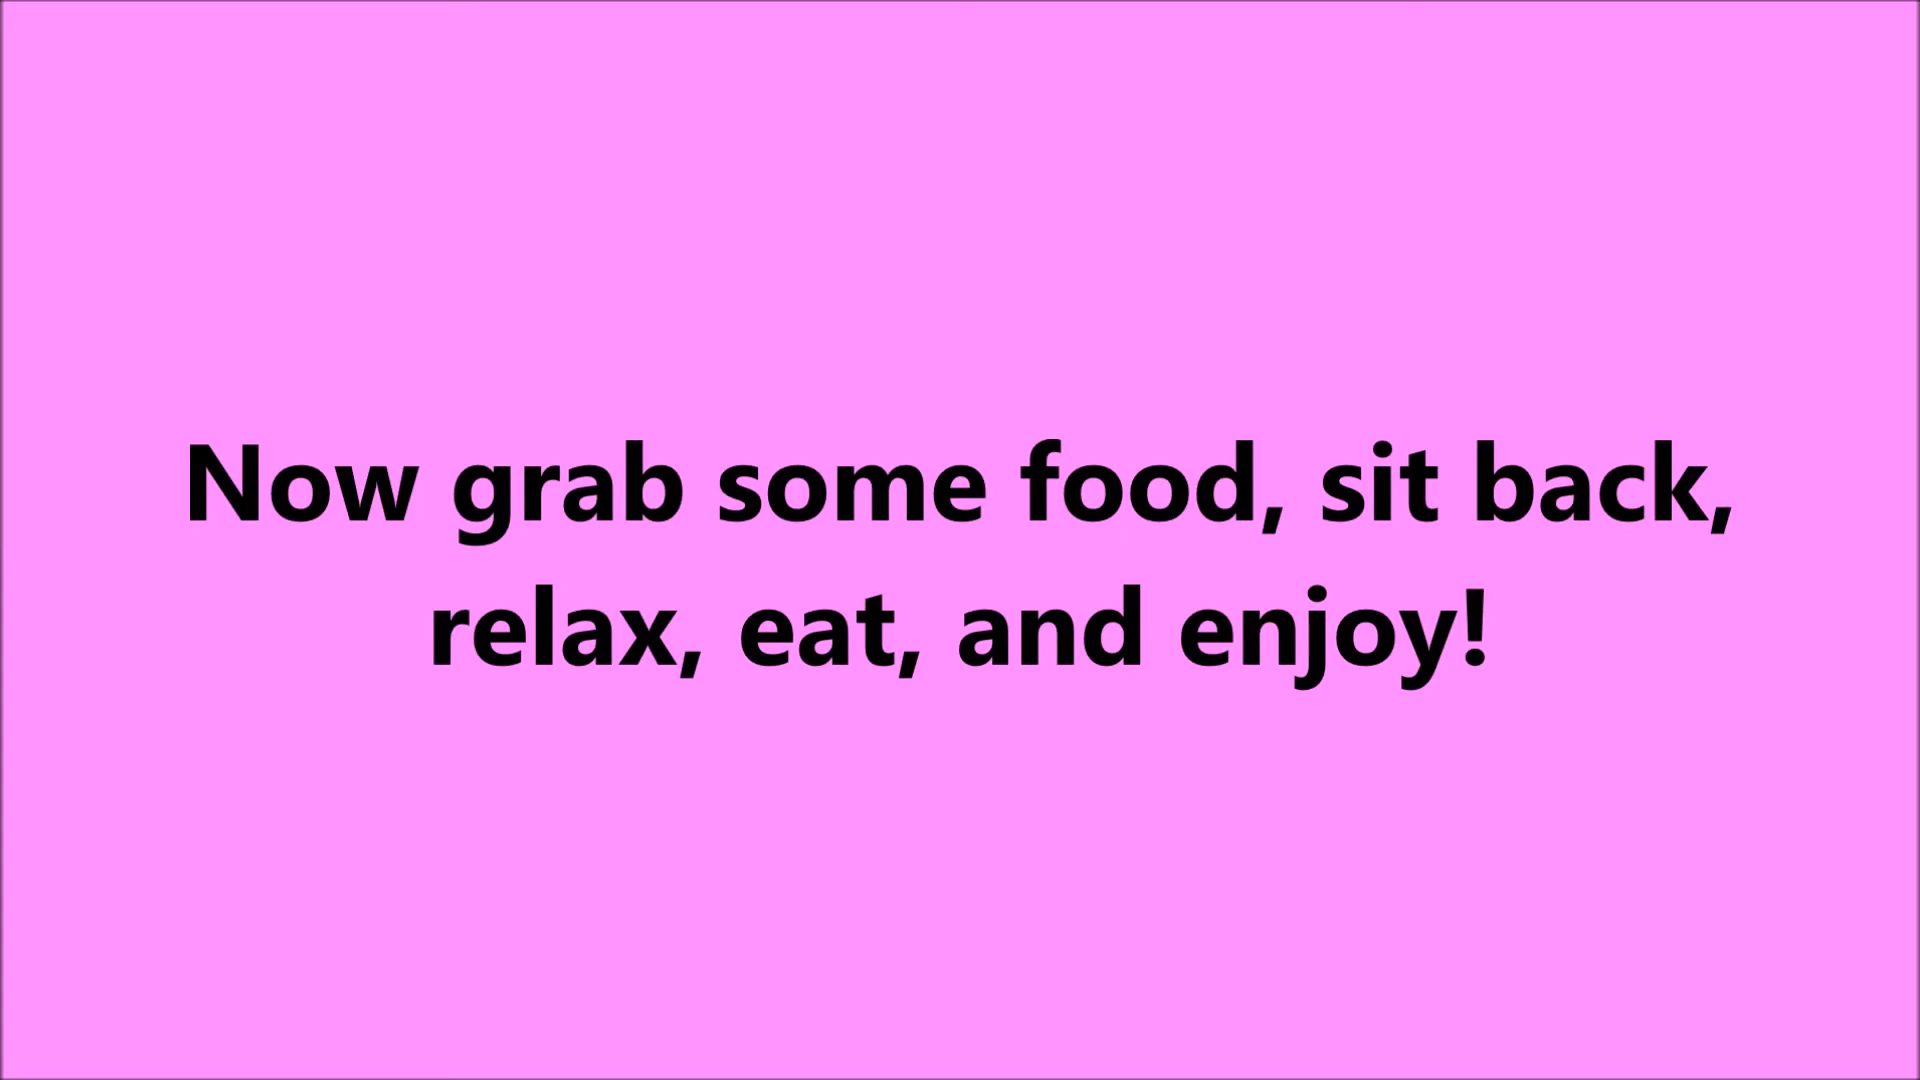 Now grab some food, sit back,
relax, eat, and enjoy!